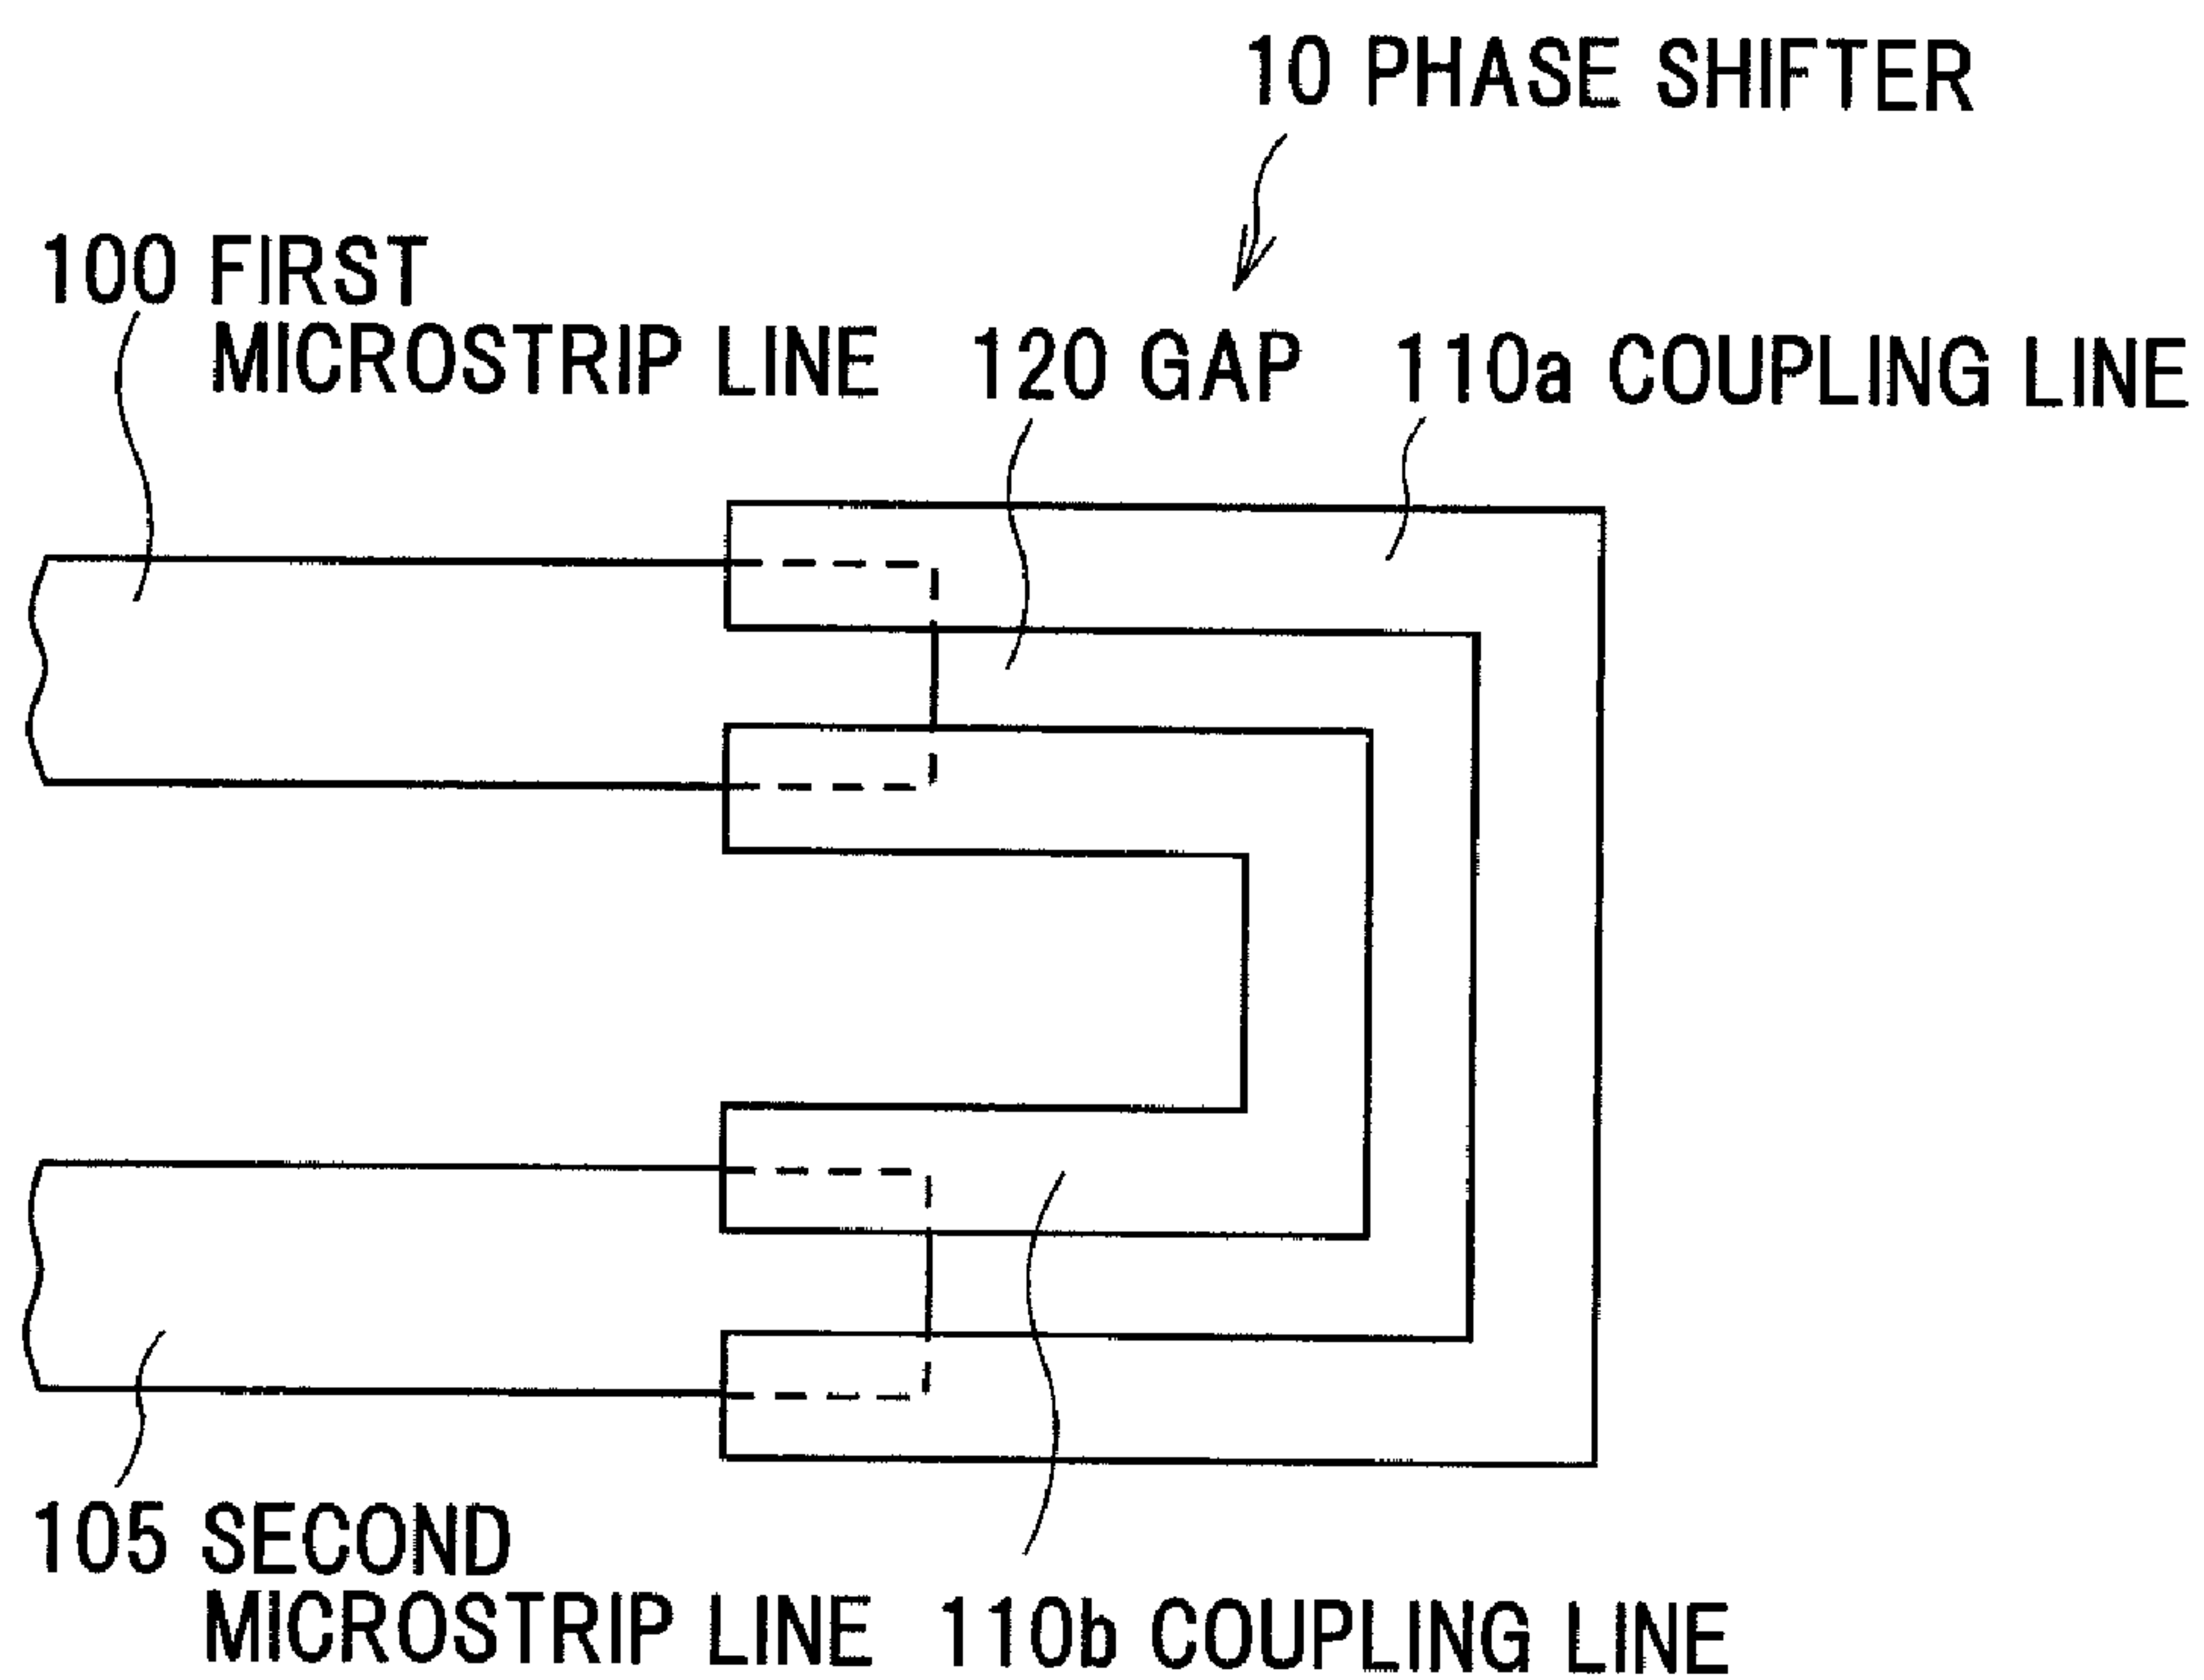 10 PHASE SHIFTER
100 FIRST
MICROSTRIP LINE
120 GAP
110a COUPLING LINE
105 SECOND
MICROSTRIP LINE
110b COUPLING LINE